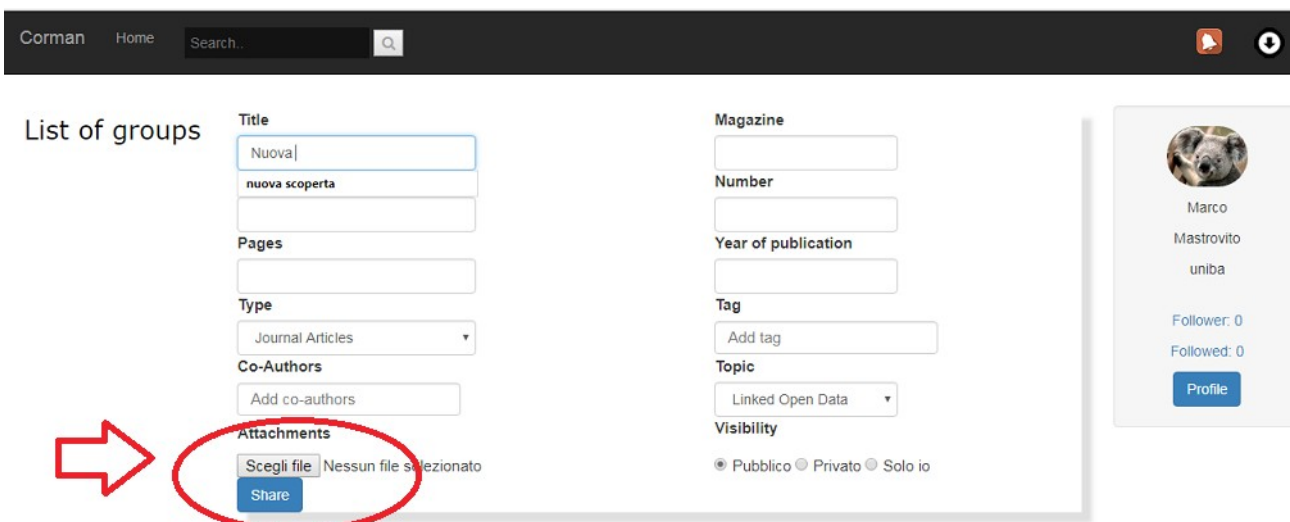 Corman Home Search..
List of groups
Title
Nuova
nuova scoperta
Pages
Type
Journal Articles
Co-Authors
Add co-authors
Attachments
Scegli file Nessun file selezionato
Share
Magazine
Number
Year of publication
Tag
Add tag
Topic
Linked Open Data
Visibility
Pubblico Privato Solo io
Marco
Mastrovito
uniba
Follower: 0
Followed: 0
Profile